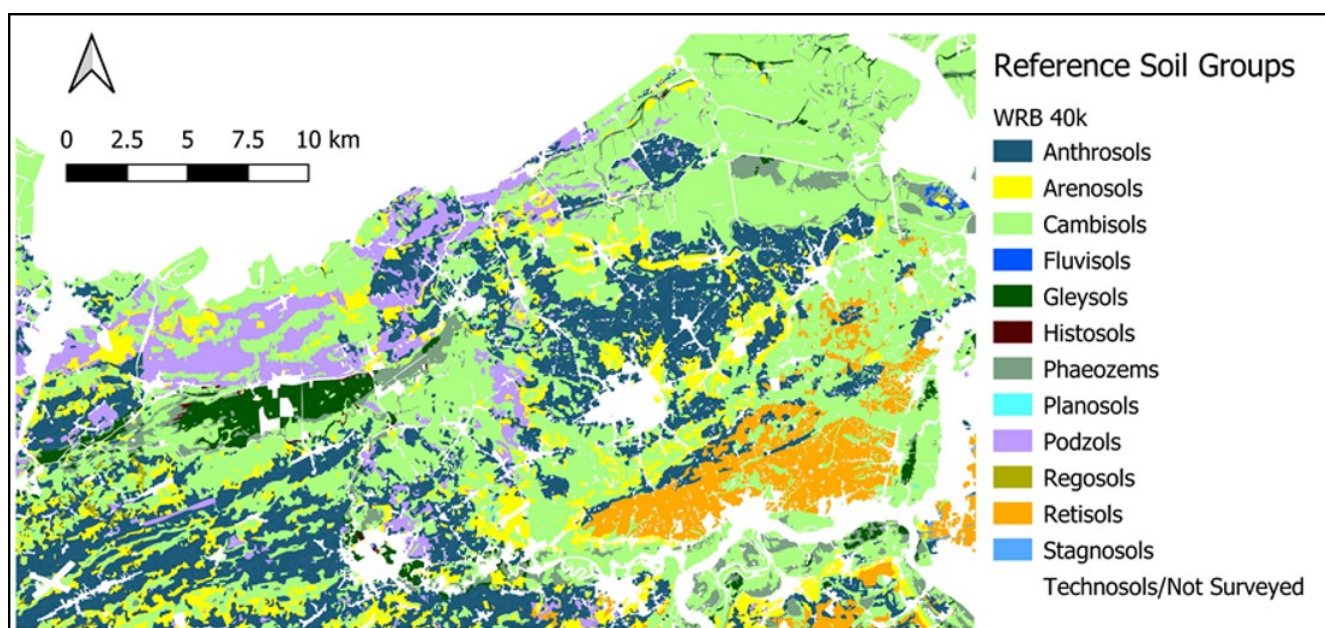 0 2.5 5 7.5 10 km
Reference Soil Groups
WRB 40k
Anthrosols
Arenosols
Cambisols
Fluvisols
Gleysols
Histosols
Phaeozems
Planosols
Podzols
Regosols
Retisols
Stagnosols
Technosols/Not Surveyed